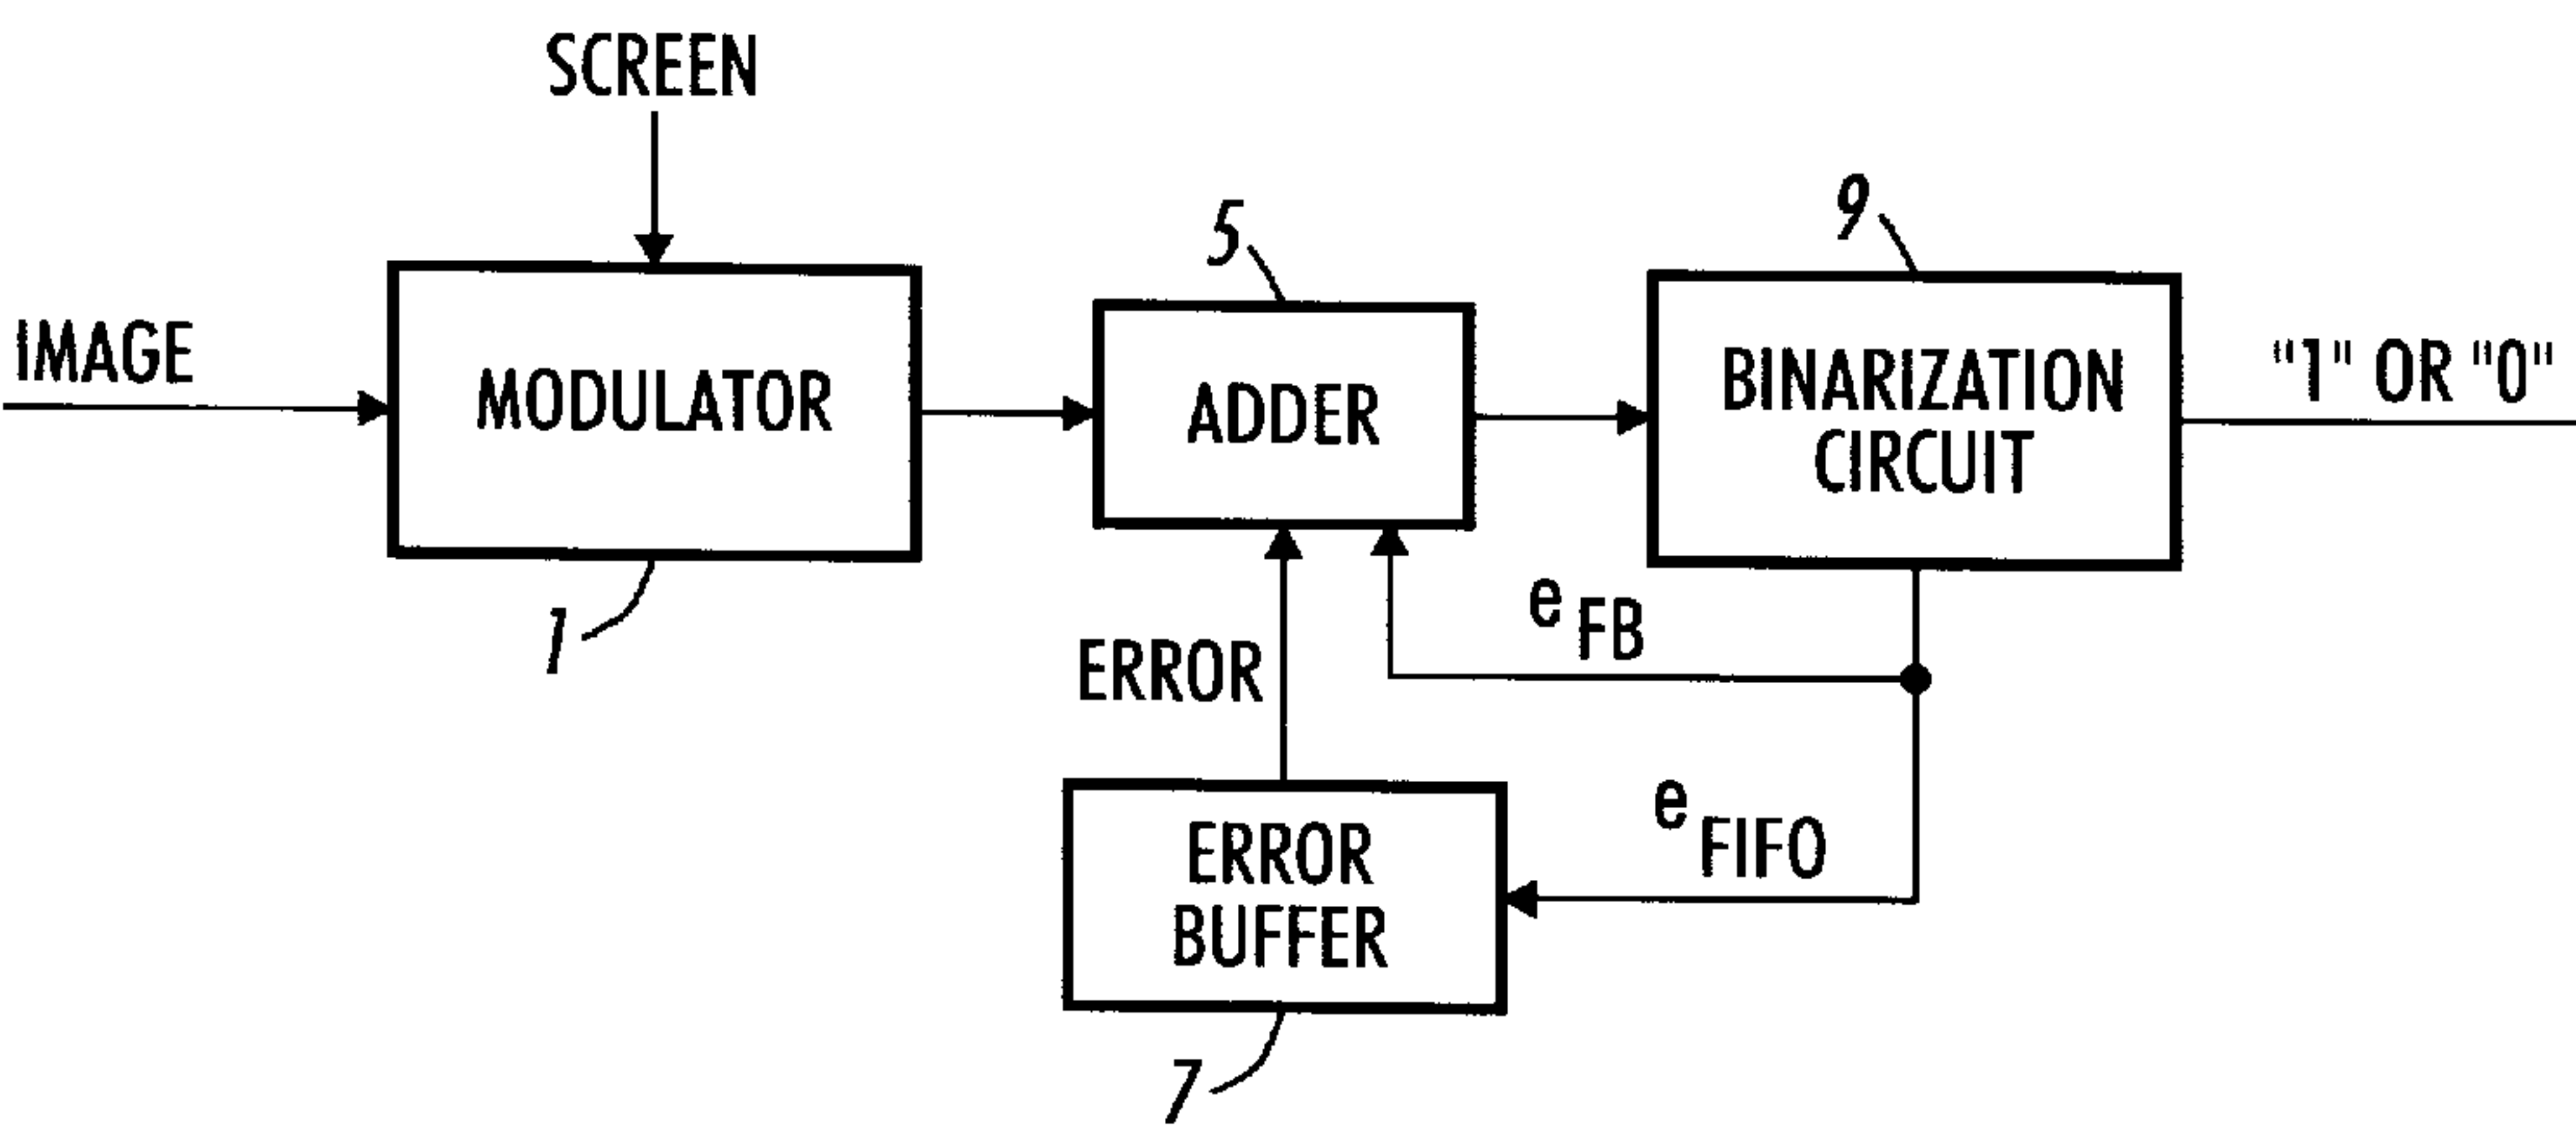 SCREEN
5
9
IMAGE
MODULATOR
ADDER
BINARIZATION
CIRCUIT
"1" OR "0"
1
ERROR
e FB
e FIFO
ERROR
BUFFER
7